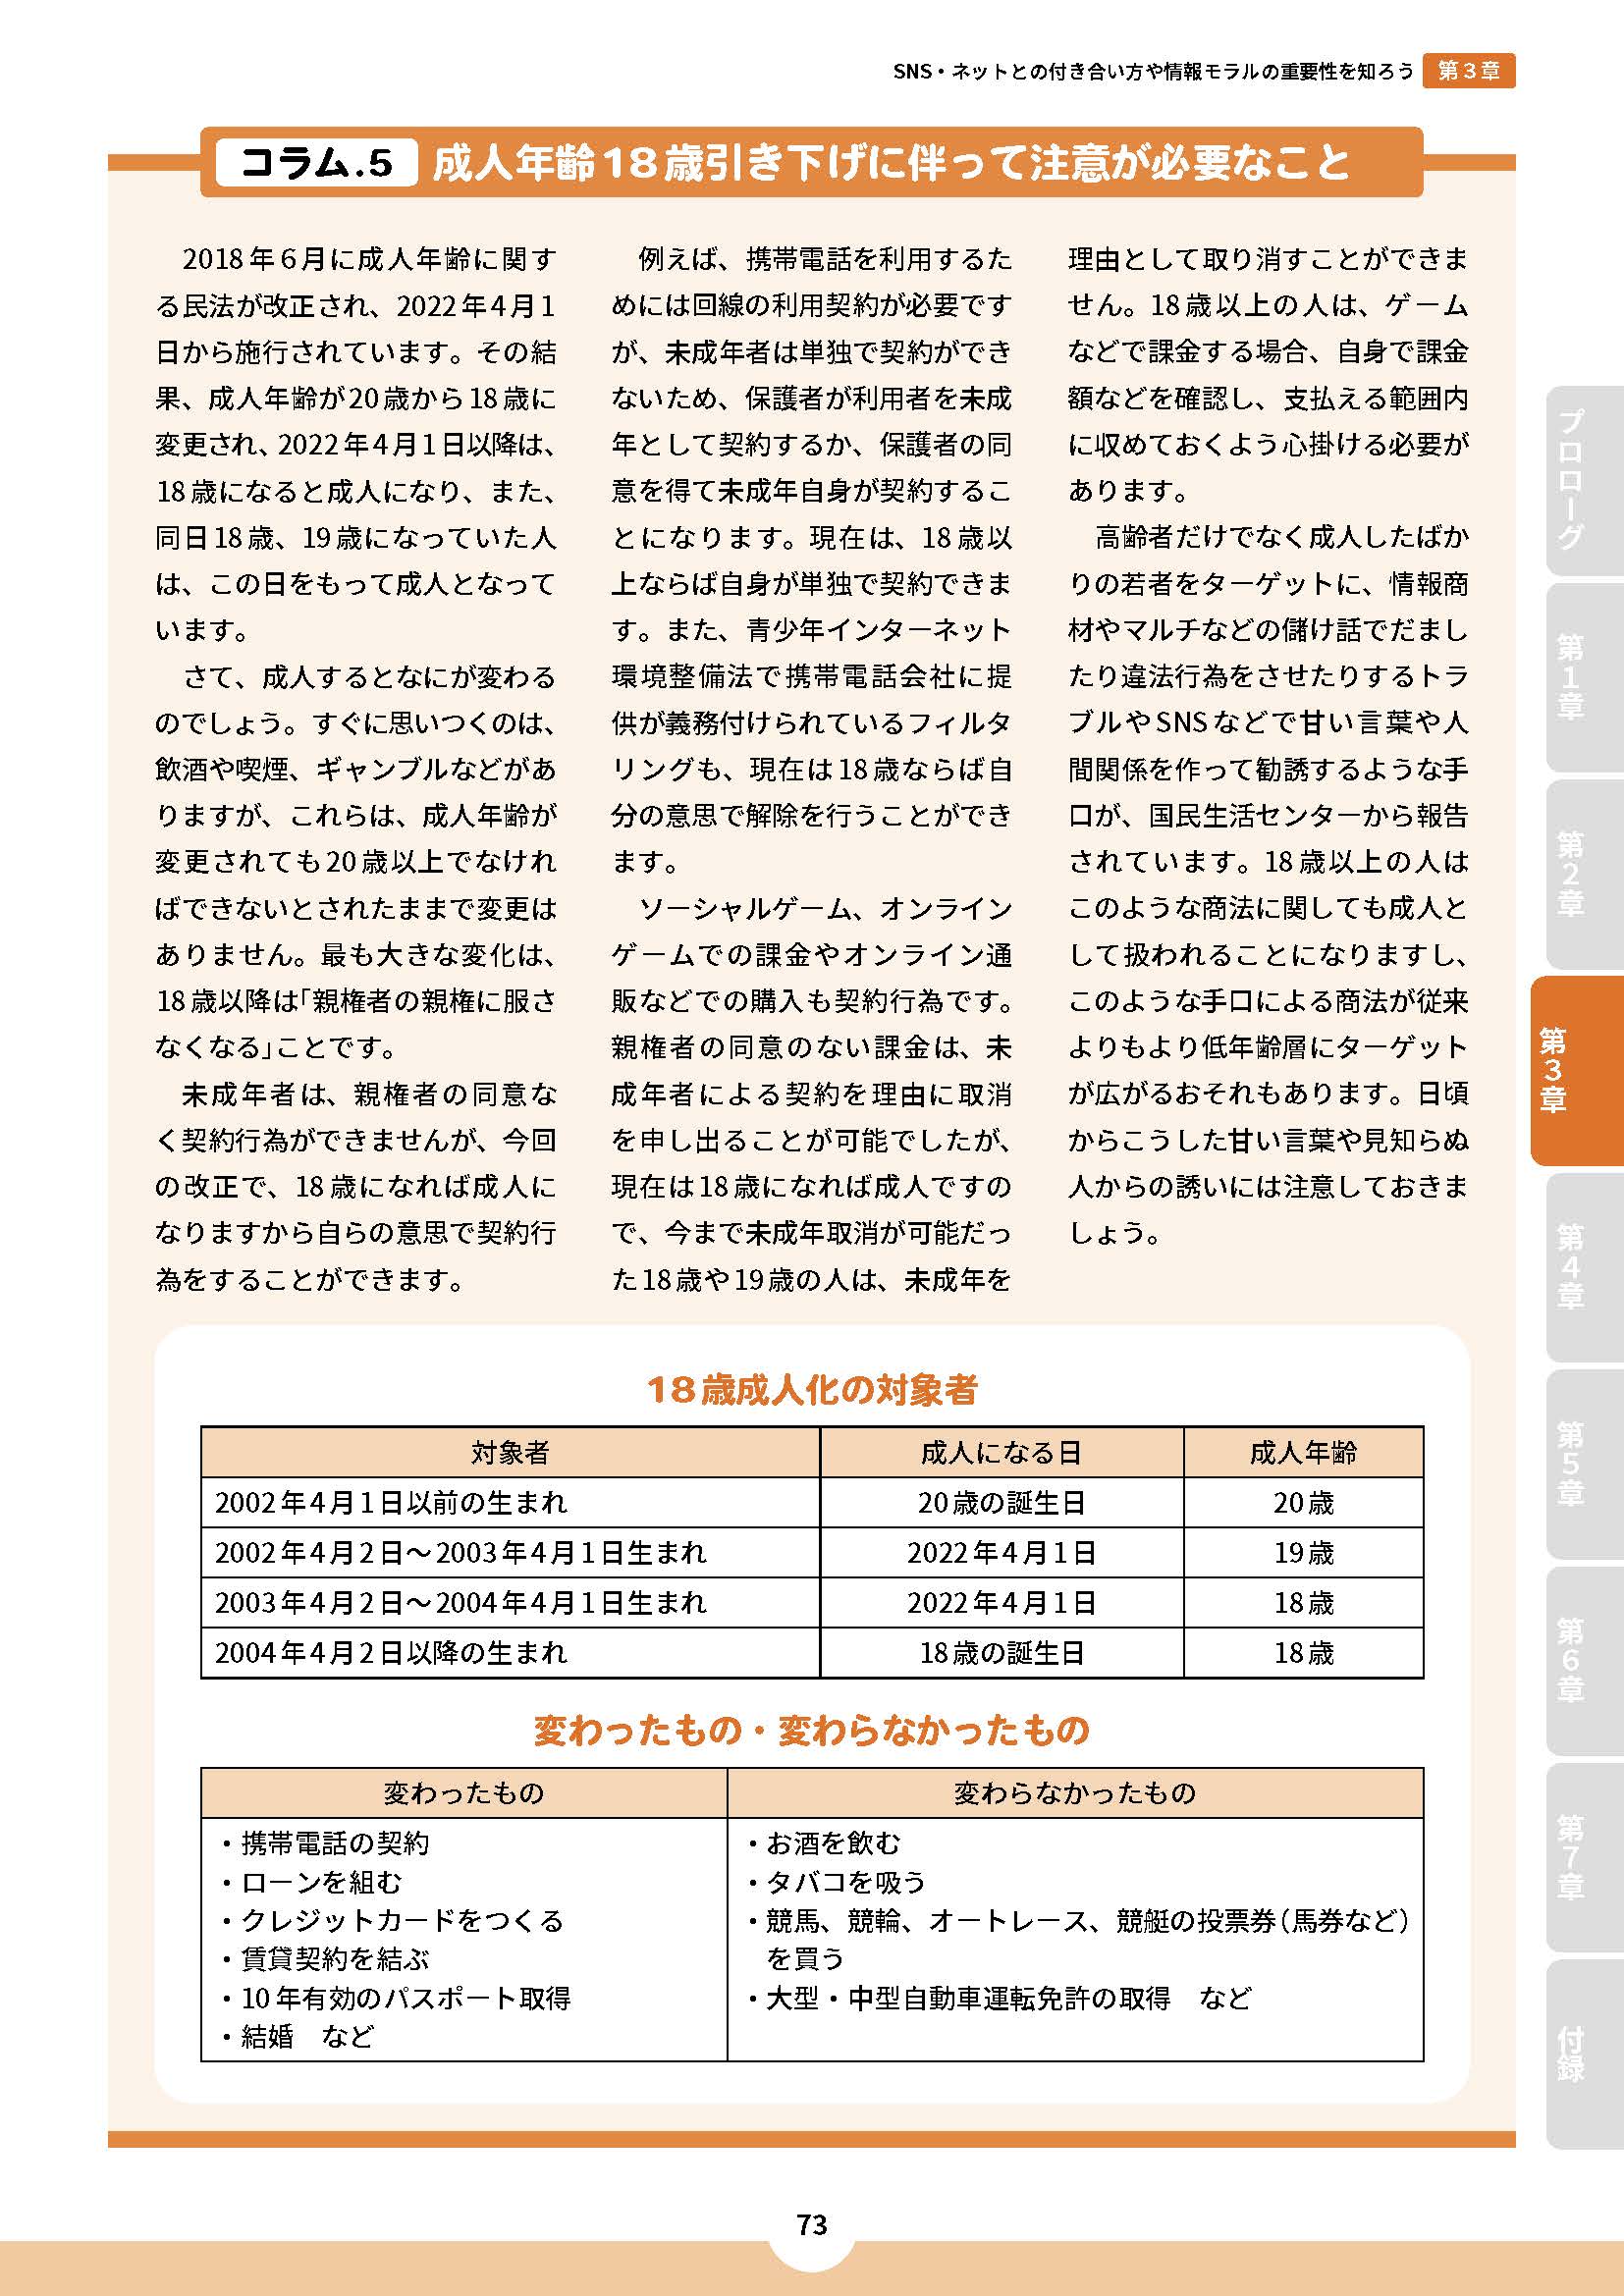 SNS・ネットとの付き合い方や情報モラルの重要性を知ろう 第3章
コラム.5 成人年齢18歳引き下げに伴って注意が必要なこと
2018年6月に成人年齢に関す
る民法が改正され、2022年4月1
日から施行されています。その結
果、成人年齢が20歳から18歳に
変更され、2022年4月1日以降は、
18歳になると成人になり、また、
同日18歳、19歳になっていた人
は、この日をもって成人となって
います。
さて、成人するとなにが変わる
のでしょう。すぐに思いつくのは、
飲酒や喫煙、ギャンブルなどがあ
りますが、これらは、成人年齢が
変更されても20歳以上でなけれ
ばできないとされたままで変更は
ありません。最も大きな変化は、
18歳以降は「親権者の親権に服さ
なくなる」ことです。
未成年者は、親権者の同意な
く契約行為ができませんが、今回
の改正で、18歳になれば成人に
なりますから自らの意思で契約行
為をすることができます。
例えば、携帯電話を利用するた
めには回線の利用契約が必要です
が、未成年者は単独で契約ができ
ないため、保護者が利用者を未成
年として契約するか、保護者の同
意を得て未成年自身が契約するこ
とになります。現在は、18歳以
上ならば自身が単独で契約できま
す。また、青少年インターネット
環境整備法で携帯電話会社に提
供が義務付けられているフィルタ
リングも、現在は18歳ならば自
分の意思で解除を行うことができ
ます。
ソーシャルゲーム、オンライン
ゲームでの課金やオンライン通
販などでの購入も契約行為です。
親権者の同意のない課金は、未
成年者による契約を理由に取消
を申し出ることが可能でしたが、
現在は18歳になれば成人ですの
で、今まで未成年取消が可能だっ
た18歳や19歳の人は、未成年を
理由として取り消すことができま
せん。18歳以上の人は、ゲーム
などで課金する場合、自身で課金
額などを確認し、支払える範囲内
に収めておくよう心掛ける必要が
あります。
高齢者だけでなく成人したばか
りの若者をターゲットに、情報商
材やマルチなどの儲け話でだまし
たり違法行為をさせたりするトラ
ブルやSNSなどで甘い言葉や人
間関係を作って勧誘するような手
口が、国民生活センターから報告
されています。18歳以上の人は
このような商法に関しても成人と
して扱われることになりますし、
このような手口による商法が従来
よりもより低年齢層にターゲット
が広がるおそれもあります。日頃
からこうした甘い言葉や見知らぬ
人からの誘いには注意しておきま
しょう。
18歳成人化の対象者
対象者 成人になる日 成人年齢
2002年4月1日以前の生まれ 20歳の誕生日 20歳
2002年4月2日〜2003年4月1日生まれ 2022年4月1日 19歳
2003年4月2日〜2004年4月1日生まれ 2022年4月1日 18歳
2004年4月2日以降の生まれ 18歳の誕生日 18歳
変わったもの・変わらなかったもの
変わったもの 変わらなかったもの
・携帯電話の契約
・ローンを組む
・クレジットカードをつくる
・賃貸契約を結ぶ
・10年有効のパスポート取得
・結婚 など
・お酒を飲む
・タバコを吸う
・競馬、競輪、オートレース、競艇の投票券(馬券など)
を買う
・大型・中型自動車運転免許の取得 など
プロローグ
第1章
第2章
第3章
第4章
第5章
第6章
第7章
付録
73